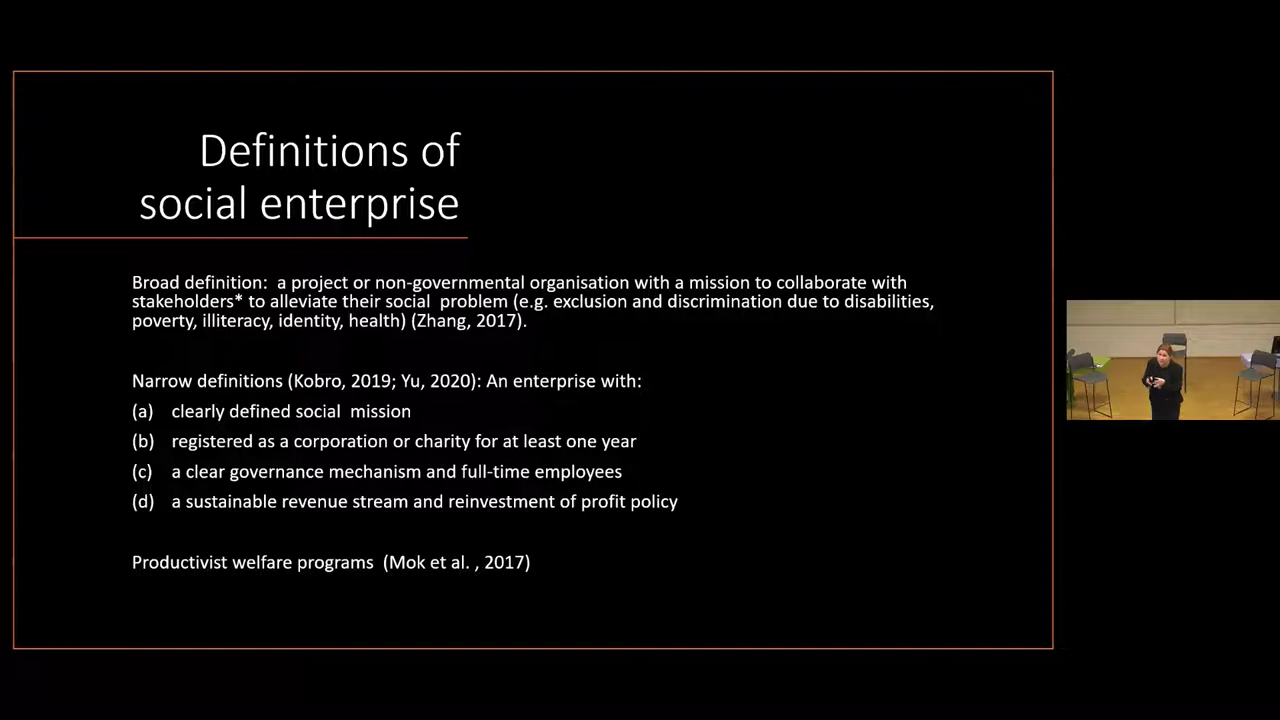 Definitions of
social enterprise
Broad definition: a project or non-governmental organisation with a mission to collaborate with
stakeholders* to alleviate their social problem (e.g. exclusion and discrimination due to disabilities,
poverty, illiteracy, identity, health) (Zhang, 2017).
Narrow definitions (Kobro, 2019; Yu, 2020): An enterprise with:
(a) clearly defined social mission
(b) registered as a corporation or charity for at least one year
(c) a clear governance mechanism and full-time employees
(d) a sustainable revenue stream and reinvestment of profit policy
Productivist welfare programs (Mok et al. , 2017)